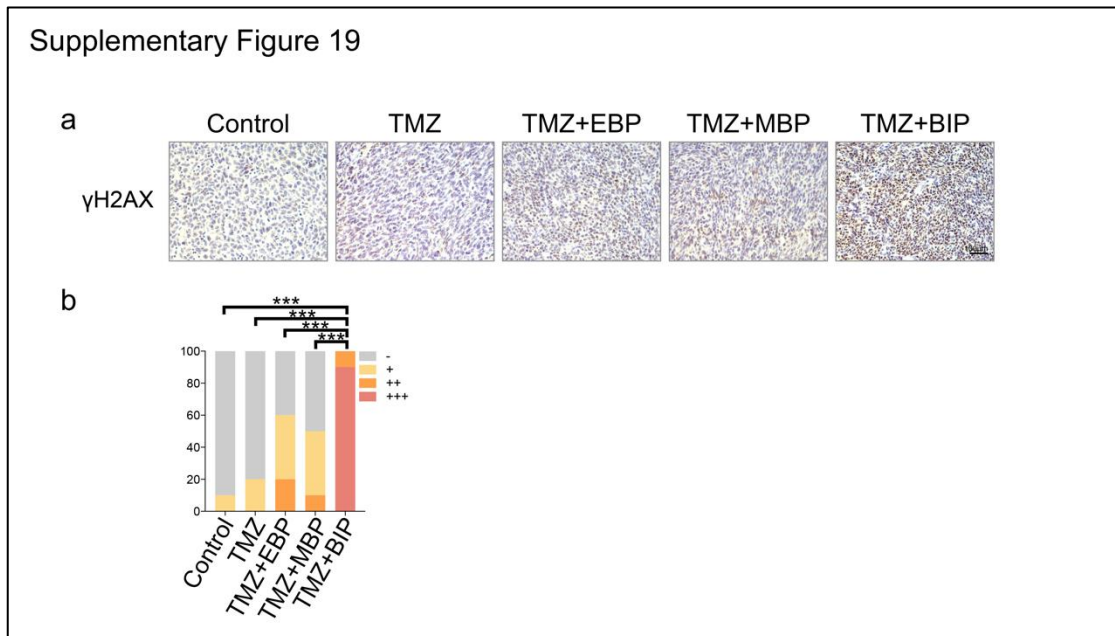 Supplementary Figure 19
a
Control TMZ TMZ+EBP TMZ+MBP TMZ+BIP
γH2AX
b
***
***
***
***
100
80
60
40
20
0
-
+
++
+++
Control
TMZ
TMZ+EBP
TMZ+MBP
TMZ+BIP